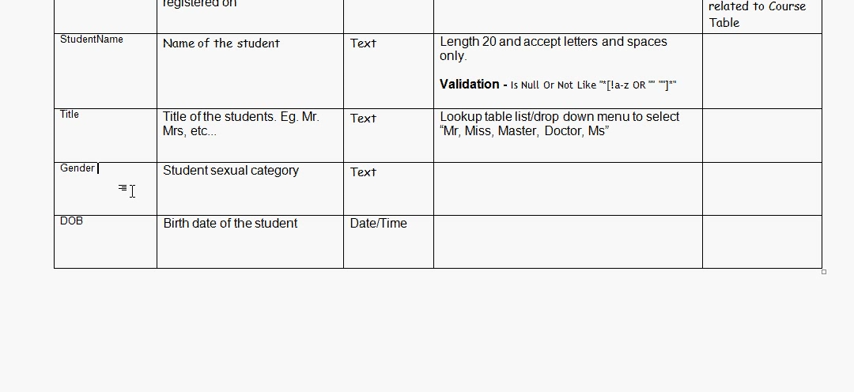 registered on
related to Course
Table
StudentName
Name of the student
Text
Length 20 and accept letters and spaces
only.
Validation - Is Null Or Not Like ""*[!a-z OR "" ""]*""
Title
Title of the students. Eg. Mr.
Mrs, etc...
Text
Lookup table list/drop down menu to select
“Mr, Miss, Master, Doctor, Ms”
Gender
Student sexual category
Text
DOB
Birth date of the student
Date/Time